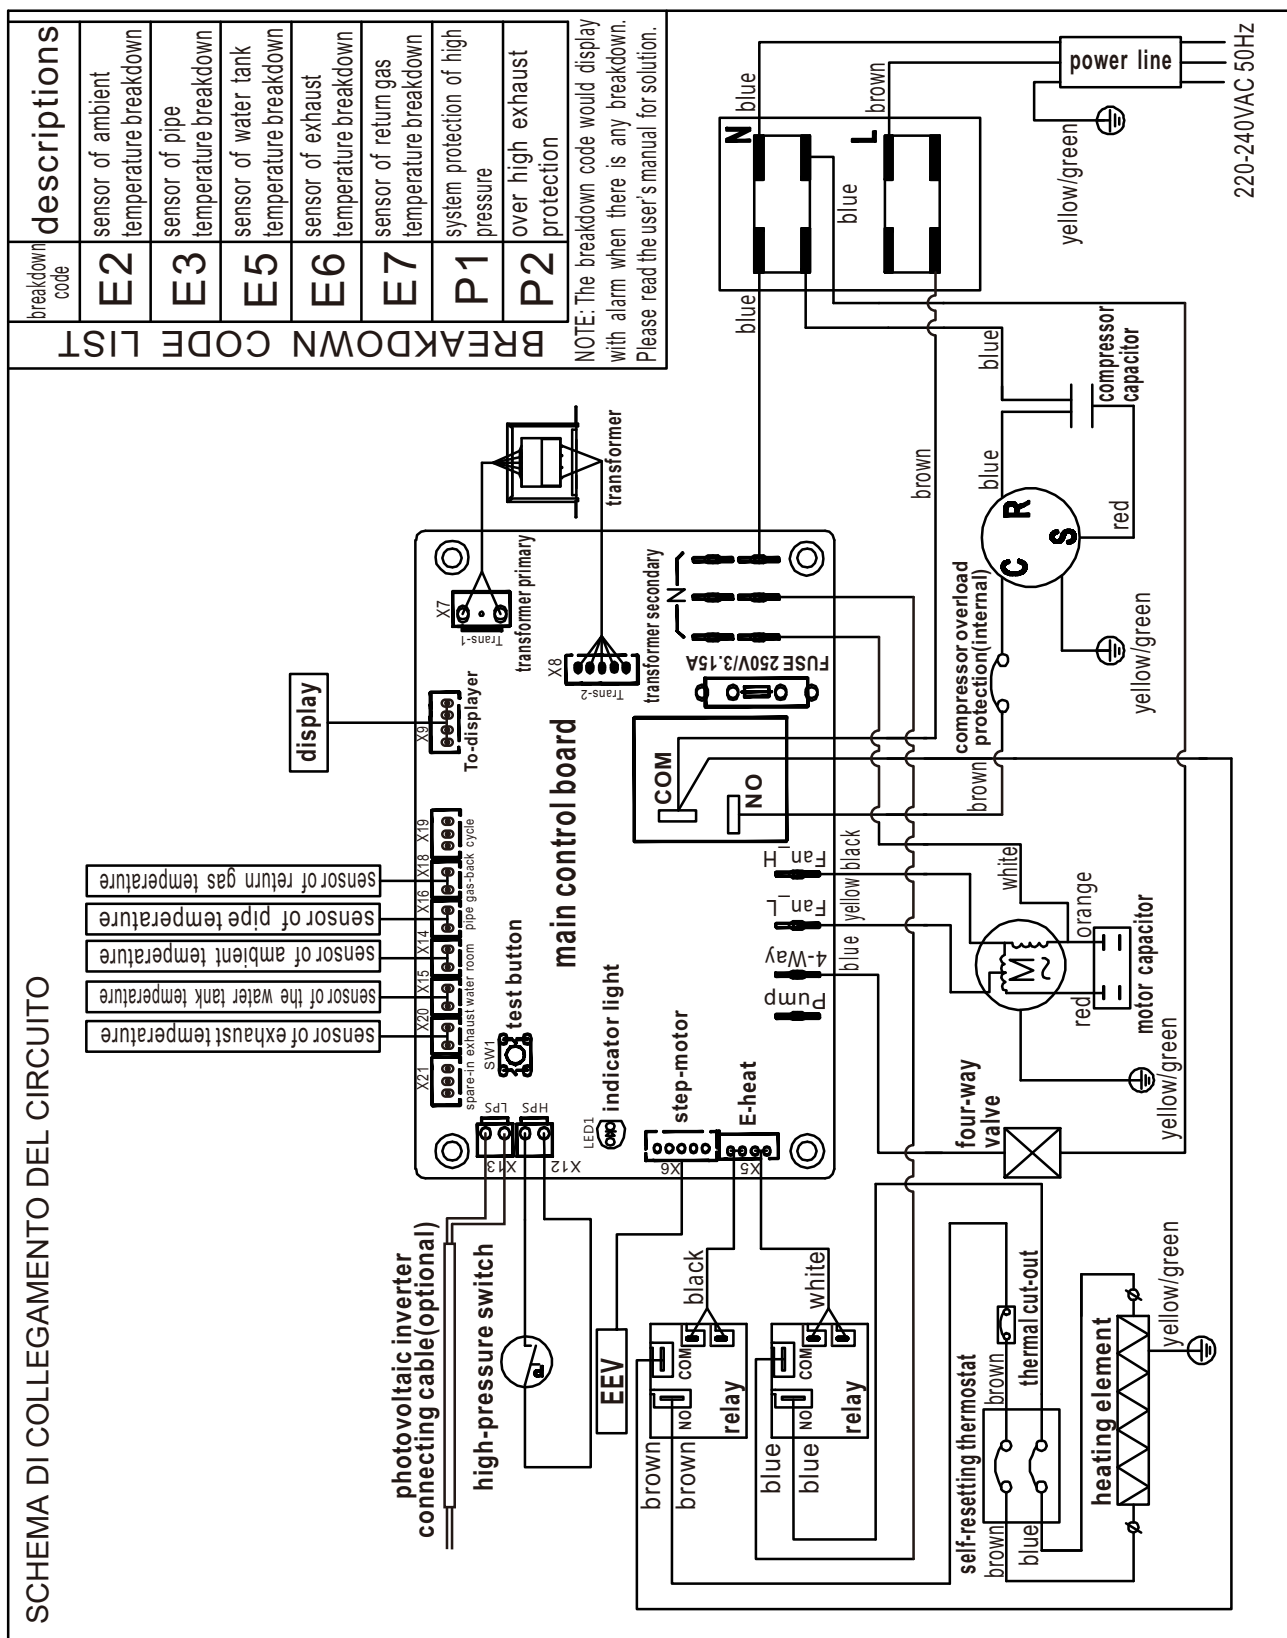 SCHEMA DI COLLEGAMENTO DEL CIRCUITO
BREAKDOWN CODE LIST
breakdown
code
descriptions
E2
sensor of ambient
temperature breakdown
E3
sensor of pipe
temperature breakdown
E5
sensor of water tank
temperature breakdown
E6
sensor of exhaust
temperature breakdown
E7
sensor of return gas
temperature breakdown
P1
system protection of high
pressure
P2
over high exhaust
protection
NOTE: The breakdown code would display
with alarm when there is any breakdown.
Please read the user's manual for solution.
sensor of exhaust temperature
sensor of the water tank temperature
sensor of ambient temperature
sensor of pipe temperature
sensor of return gas temperature
display
X21
X20
X15
X14
X16
X18
X19
X9
X7
spare-in
exhaust
water
room
pipe
gas-back
cycle
To-displayer
Trans-1
transformer primary
transformer
X8
Trans-2
transformer secondary
photovoltaic inverter
connecting cable(optional)
high-pressure switch
P
LPS
HPS
X13
X12
SW1
test button
LED1
indicator light
main control board
EEV
X6
step-motor
X5
E-heat
Pump
4-Way
Fan_L
Fan_H
blue
yellow
black
COM
NO
FUSE 250V/3.15A
N
black
white
NO
COM
relay
NO
COM
relay
brown
brown
blue
blue
blue
blue
N
L
blue
brown
blue
power line
220-240VAC 50Hz
yellow/green
brown
compressor overload
protection(internal)
brown
C
R
S
blue
blue
red
compressor
capacitor
yellow/green
white
M
~
orange
red
motor capacitor
yellow/green
four-way
valve
self-resetting thermostat
brown
brown
blue
thermal cut-out
heating element
yellow/green